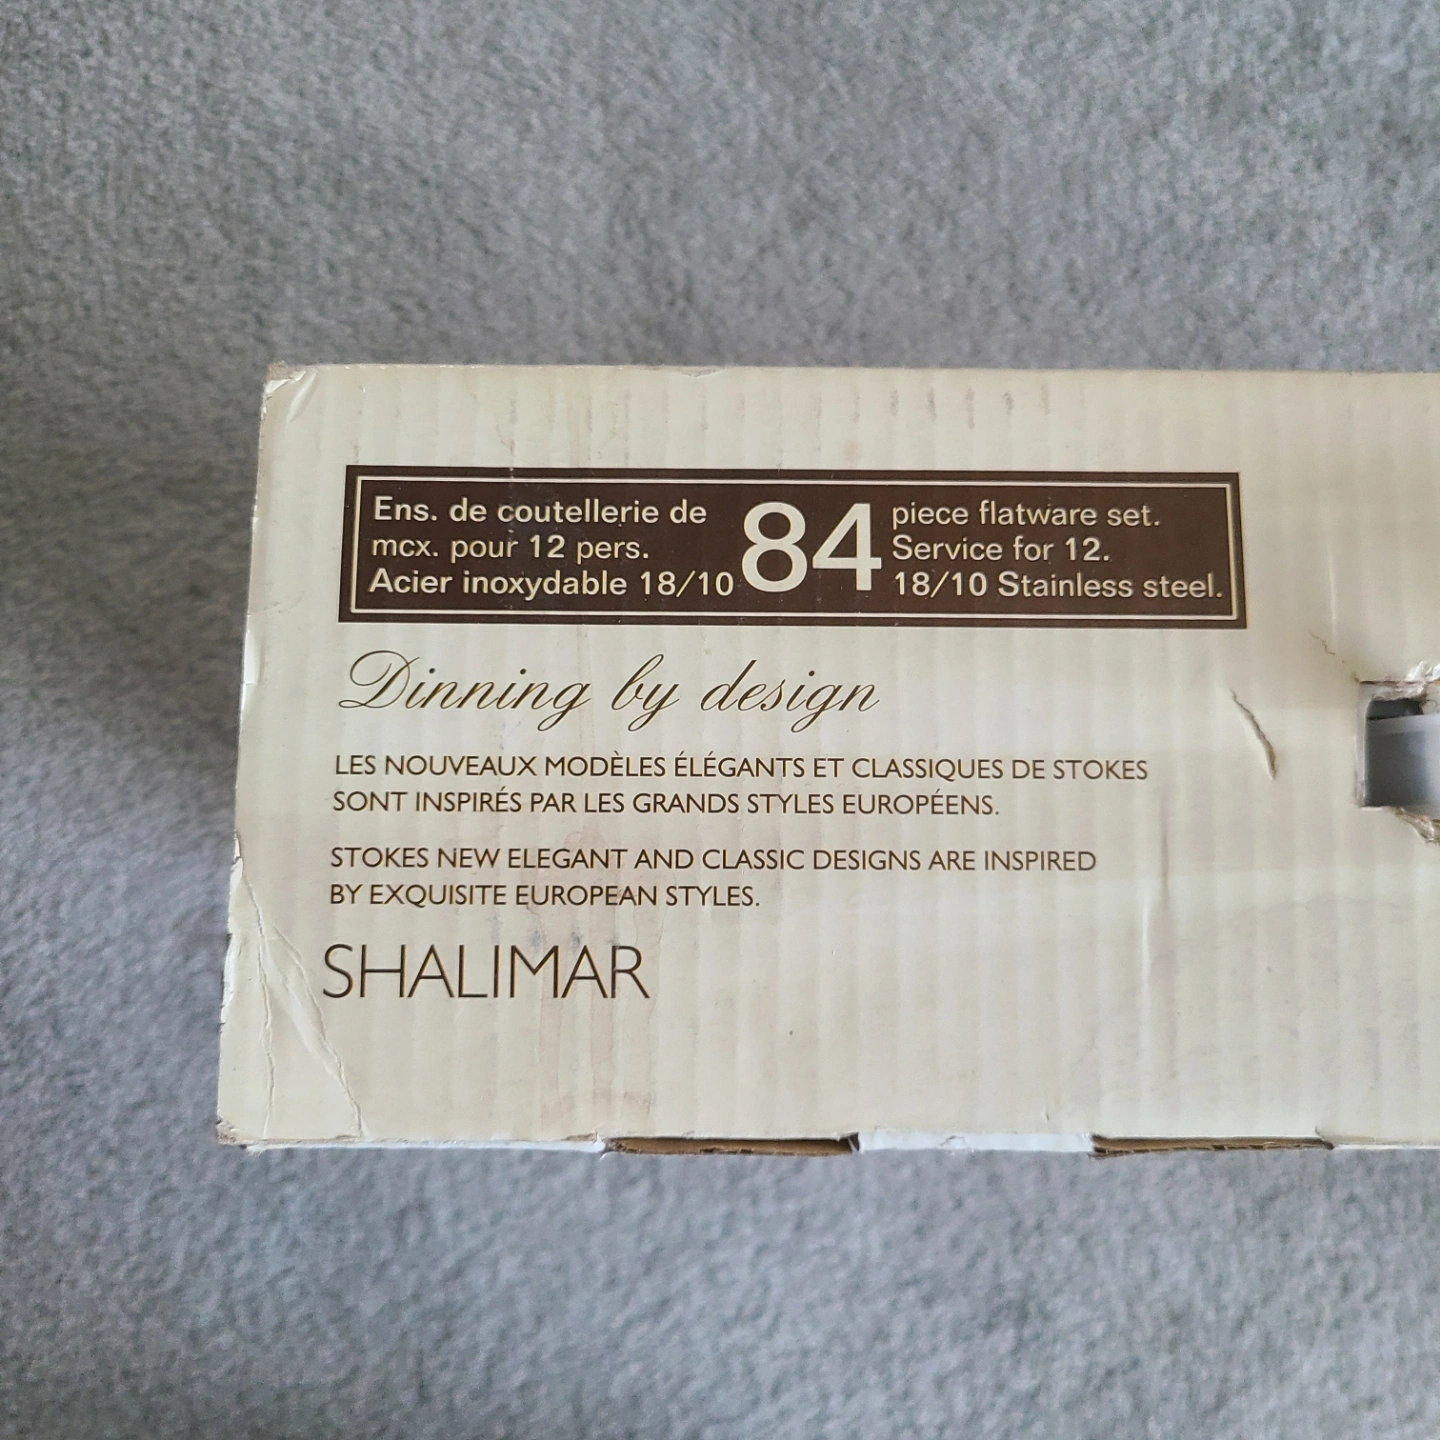 Ens. de coutellerie de
mcx. pour 12 pers.
Acier inoxydable 18/10
84
piece flatware set.
Service for 12.
18/10 Stainless steel.
Dinning by design
LES NOUVEAUX MODÈLES ÉLÉGANTS ET CLASSIQUES DE STOKES
SONT INSPIRÉS PAR LES GRANDS STYLES EUROPÉENS.
STOKES NEW ELEGANT AND CLASSIC DESIGNS ARE INSPIRED
BY EXQUISITE EUROPEAN STYLES.
SHALIMAR